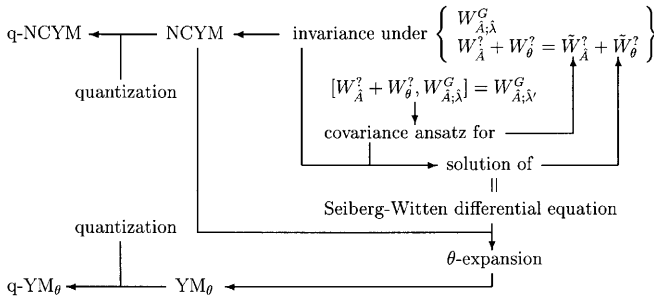 q-NCYM NCYM invariance under { W^G_{Â;λ̂}
W^?_Â + W^?_θ = W̃^?_Â + W̃^?_θ }
[W^?_Â + W^?_θ, W^G_{Â;λ̂}] = W^G_{Â;λ̂′}
quantization
covariance ansatz for
solution of
||
Seiberg-Witten differential equation
quantization
θ-expansion
q-YM_θ YM_θ